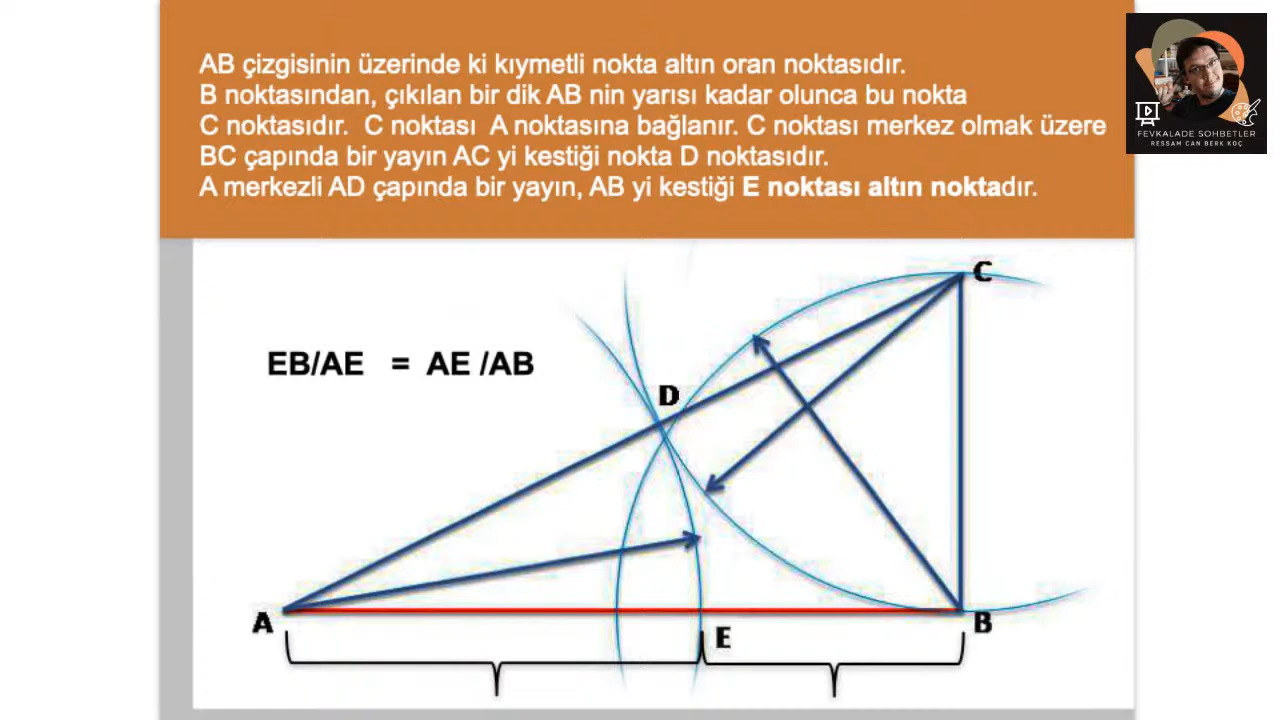 AB çizgisinin üzerinde ki kıymetli nokta altın oran noktasıdır.
B noktasından, çıkılan bir dik AB nin yarısı kadar olunca bu nokta
C noktasıdır. C noktası A noktasına bağlanır. C noktası merkez olmak üzere
BC çapında bir yayın AC yi kestiği nokta D noktasıdır.
A merkezli AD çapında bir yayın, AB yi kestiği E noktası altın noktadır.
FEVKALADE SOHBETLER
RESSAM CAN BERK KOÇ
C
EB/AE = AE /AB
D
A
B
E